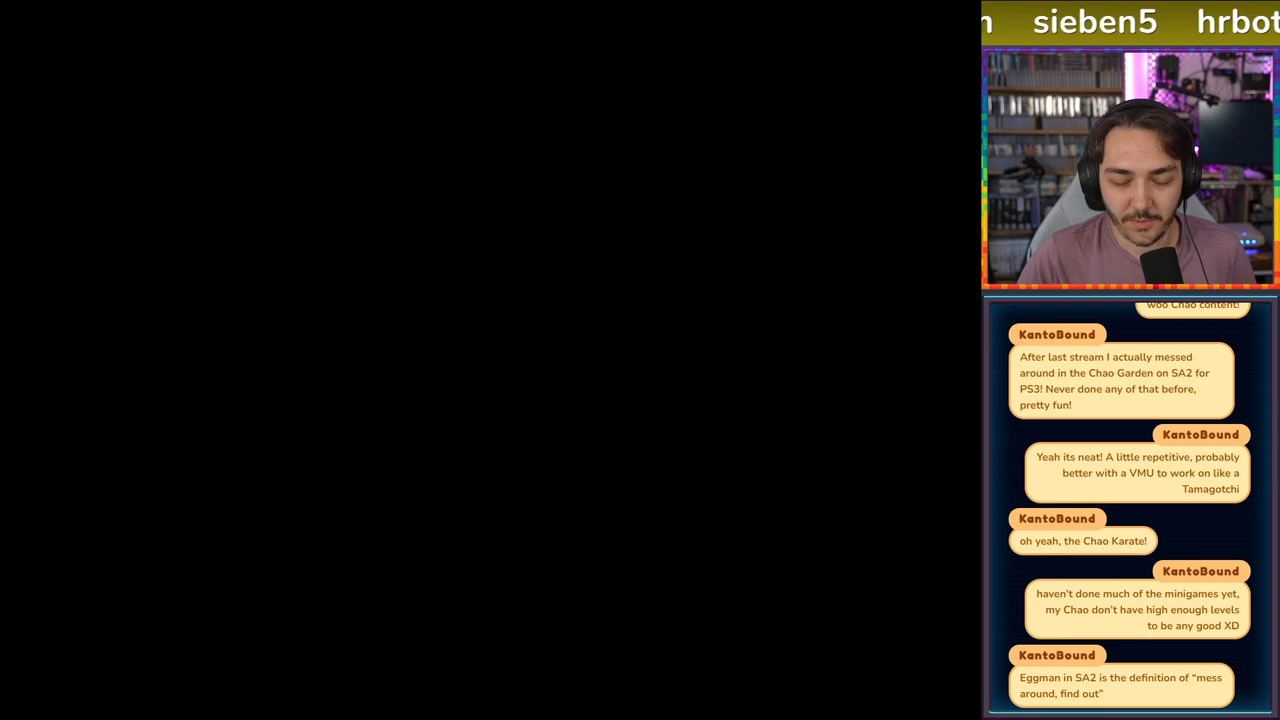 n sieben5 hrbot
woo Chao content!
KantoBound
After last stream I actually messed
around in the Chao Garden on SA2 for
PS3! Never done any of that before,
pretty fun!
KantoBound
Yeah its neat! A little repetitive, probably
better with a VMU to work on like a
Tamagotchi
KantoBound
oh yeah, the Chao Karate!
KantoBound
haven’t done much of the minigames yet,
my Chao don’t have high enough levels
to be any good XD
KantoBound
Eggman in SA2 is the definition of “mess
around, find out”